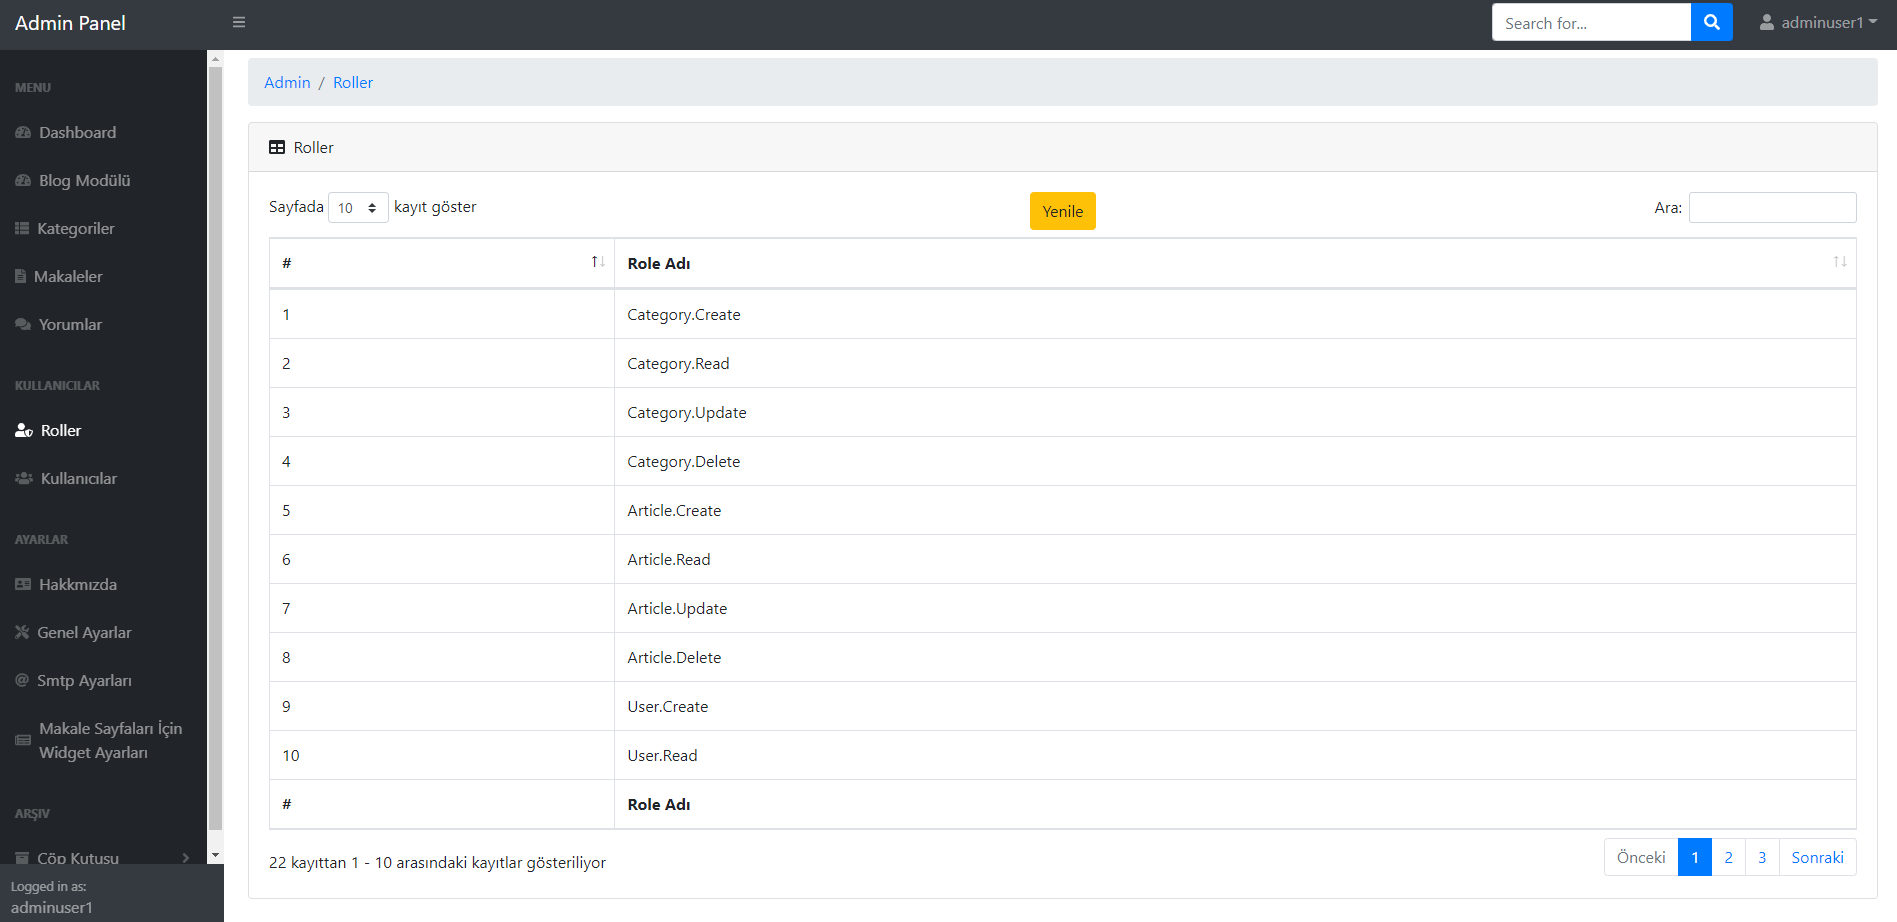 Admin Panel
Search for...
adminuser1
MENU
Dashboard
Blog Modülü
Kategoriler
Makaleler
Yorumlar
KULLANICILAR
Roller
Kullanıcılar
AYARLAR
Hakkmızda
Genel Ayarlar
Smtp Ayarları
Makale Sayfaları İçin
Widget Ayarları
ARŞIV
Çöp Kutusu
Logged in as:
adminuser1
Admin / Roller
Roller
Sayfada 10 kayıt göster
Yenile
Ara:
# Role Adı
1 Category.Create
2 Category.Read
3 Category.Update
4 Category.Delete
5 Article.Create
6 Article.Read
7 Article.Update
8 Article.Delete
9 User.Create
10 User.Read
# Role Adı
22 kayıttan 1 - 10 arasındaki kayıtlar gösteriliyor
Önceki 1 2 3 Sonraki